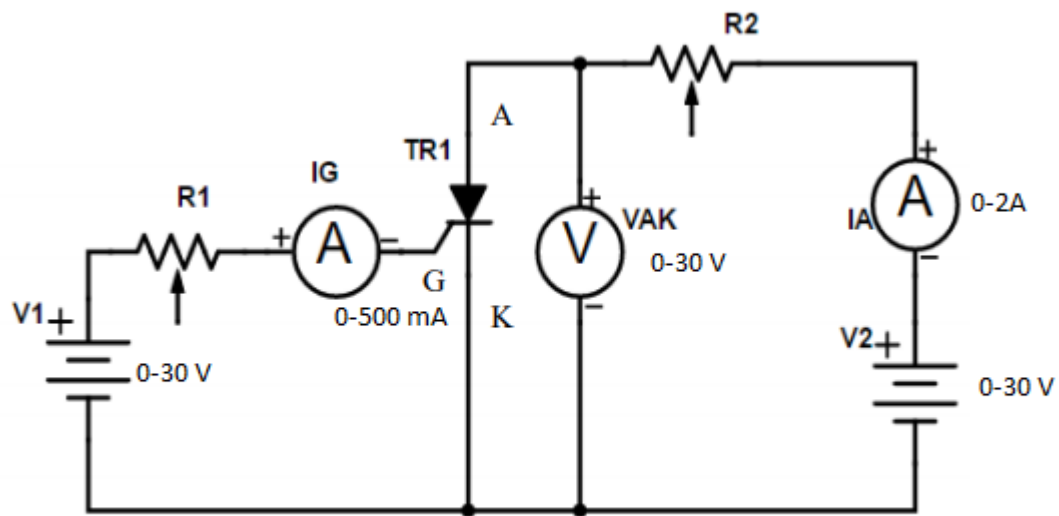 R2
A
TR1
IG
R1
+
A
0-2A
+
A
-
+
V
VAK
IA
0-30 V
G
-
-
0-500 mA
K
V1
+
0-30 V
V2
+
0-30 V